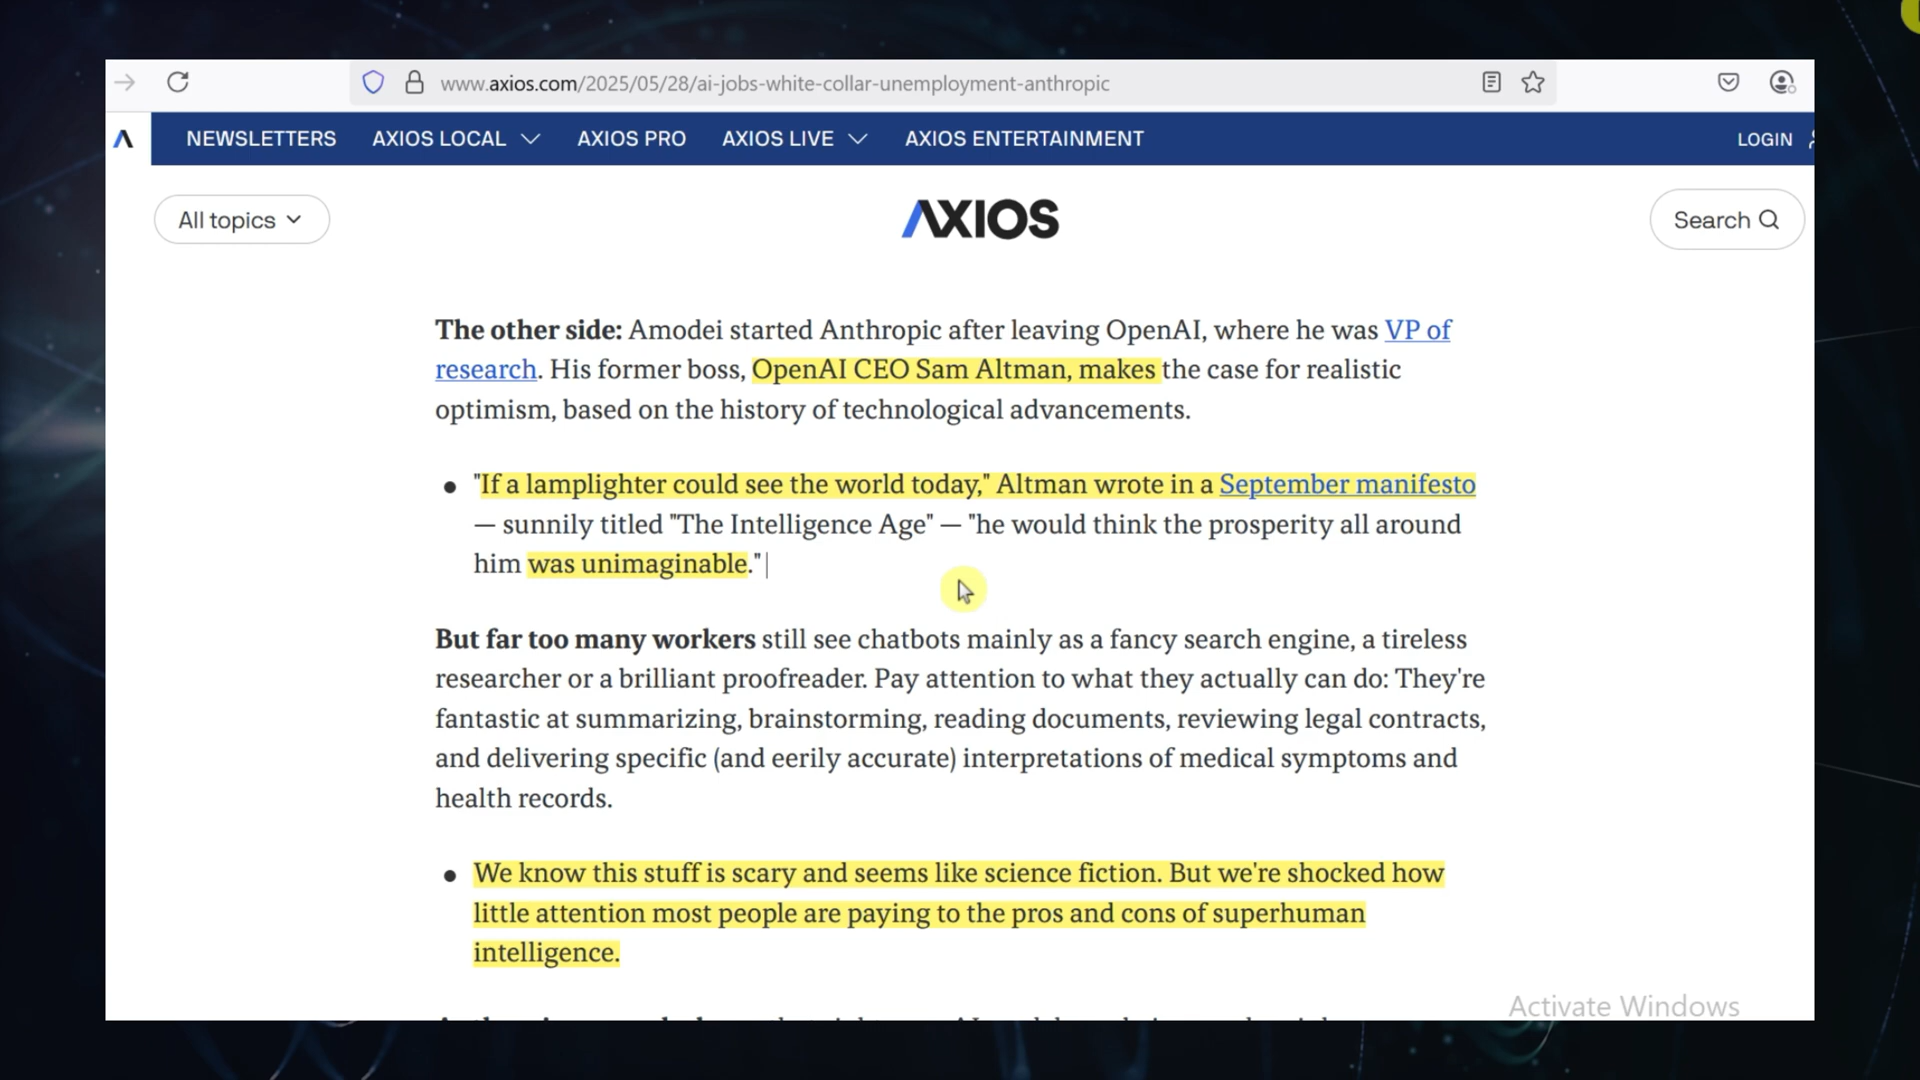 www.axios.com/2025/05/28/ai-jobs-white-collar-unemployment-anthropic
NEWSLETTERS AXIOS LOCAL AXIOS PRO AXIOS LIVE AXIOS ENTERTAINMENT LOGIN
All topics AXIOS Search
The other side: Amodei started Anthropic after leaving OpenAI, where he was VP of
research. His former boss, OpenAI CEO Sam Altman, makes the case for realistic
optimism, based on the history of technological advancements.
• "If a lamplighter could see the world today," Altman wrote in a September manifesto
— sunnily titled "The Intelligence Age" — "he would think the prosperity all around
him was unimaginable."
But far too many workers still see chatbots mainly as a fancy search engine, a tireless
researcher or a brilliant proofreader. Pay attention to what they actually can do: They're
fantastic at summarizing, brainstorming, reading documents, reviewing legal contracts,
and delivering specific (and eerily accurate) interpretations of medical symptoms and
health records.
• We know this stuff is scary and seems like science fiction. But we're shocked how
little attention most people are paying to the pros and cons of superhuman
intelligence.
Activate Windows